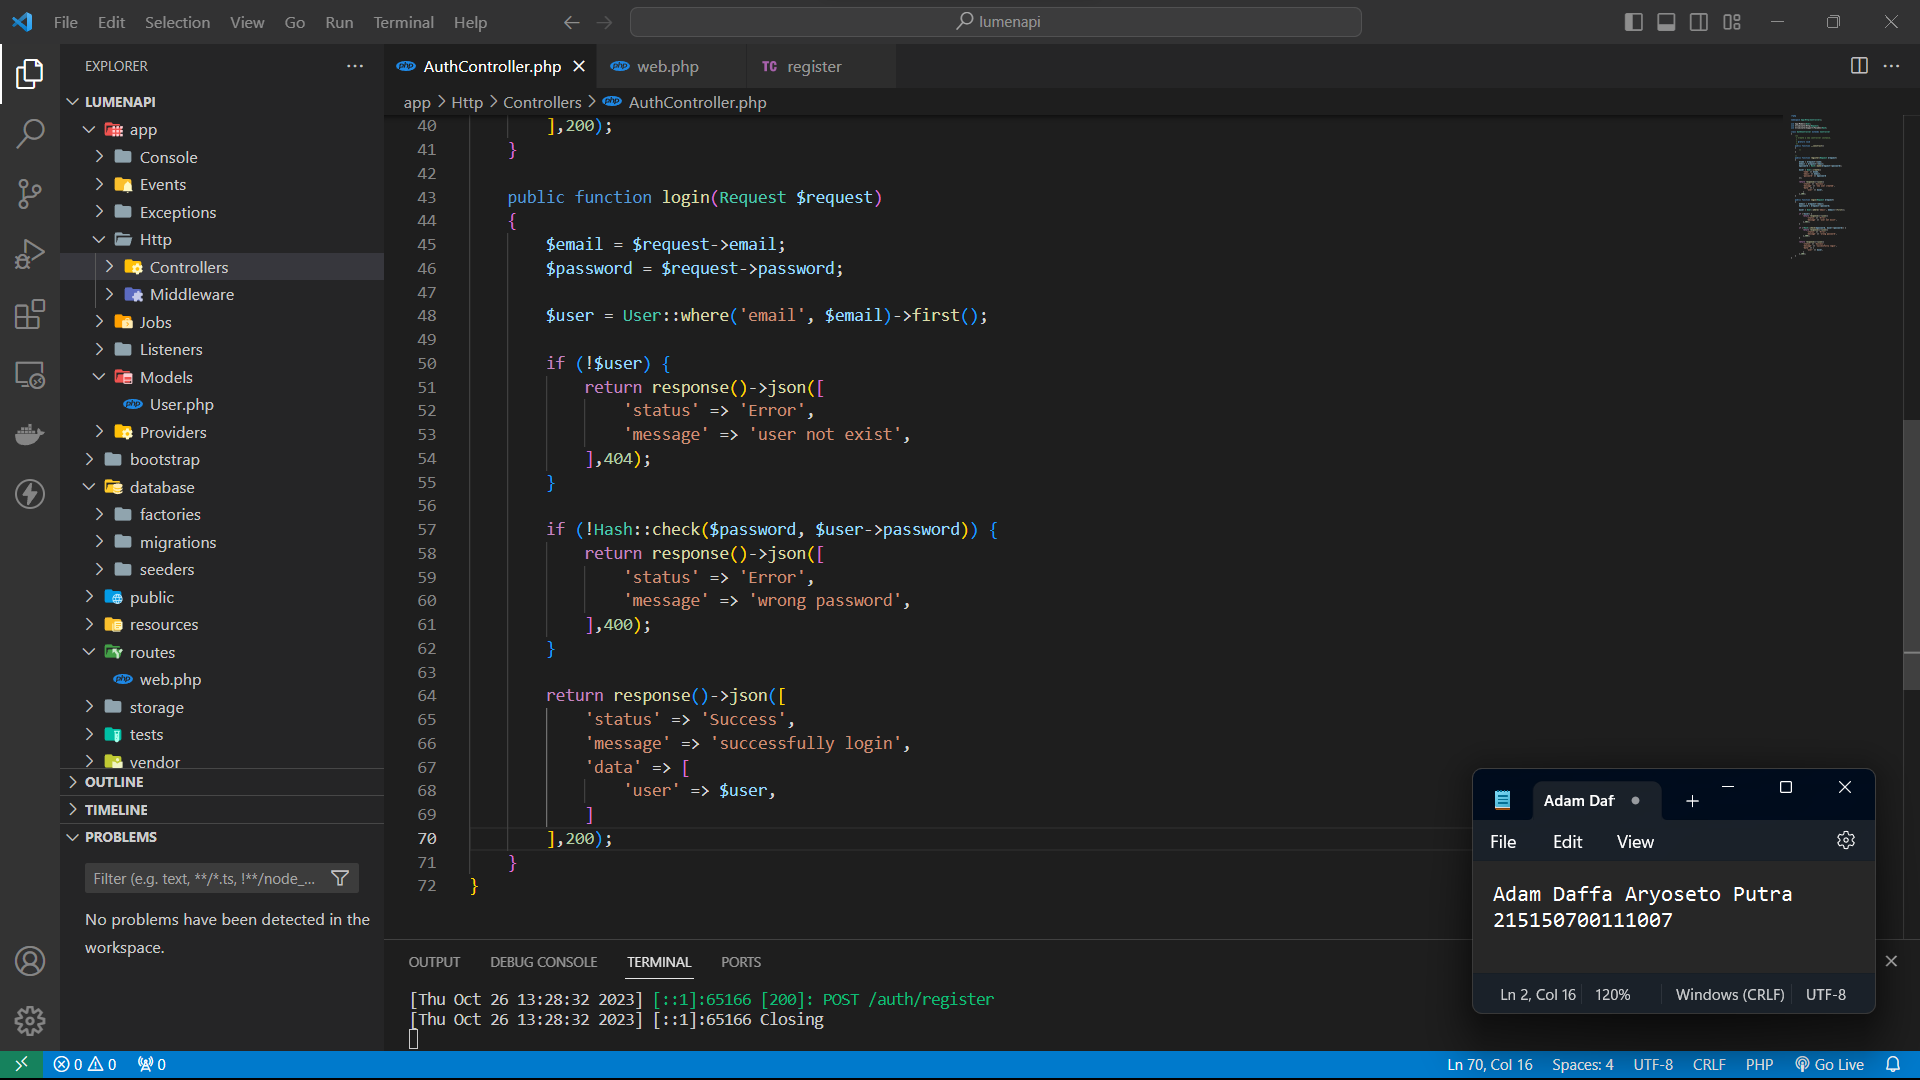 File Edit Selection View Go Run Terminal Help
lumenapi
EXPLORER
LUMENAPI
app
Console
Events
Exceptions
Http
Controllers
Middleware
Jobs
Listeners
Models
User.php
Providers
bootstrap
database
factories
migrations
seeders
public
resources
routes
web.php
storage
tests
vendor
OUTLINE
TIMELINE
PROBLEMS
Filter (e.g. text, **/*.ts, !**/node_...
No problems have been detected in the
workspace.
AuthController.php web.php TC register
app > Http > Controllers > AuthController.php
40 ],200);
41 }
42
43 public function login(Request $request)
44 {
45 $email = $request->email;
46 $password = $request->password;
47
48 $user = User::where('email', $email)->first();
49
50 if (!$user) {
51 return response()->json([
52 'status' => 'Error',
53 'message' => 'user not exist',
54 ],404);
55 }
56
57 if (!Hash::check($password, $user->password)) {
58 return response()->json([
59 'status' => 'Error',
60 'message' => 'wrong password',
61 ],400);
62 }
63
64 return response()->json([
65 'status' => 'Success',
66 'message' => 'successfully login',
67 'data' => [
68 'user' => $user,
69 ]
70 ],200);
71 }
72 }
OUTPUT DEBUG CONSOLE TERMINAL PORTS
[Thu Oct 26 13:28:32 2023] [::1]:65166 [200]: POST /auth/register
[Thu Oct 26 13:28:32 2023] [::1]:65166 Closing
Adam Daf
File Edit View
Adam Daffa Aryoseto Putra
215150700111007
Ln 2, Col 16 120% Windows (CRLF) UTF-8
0 0 0 Ln 70, Col 16 Spaces: 4 UTF-8 CRLF PHP Go Live